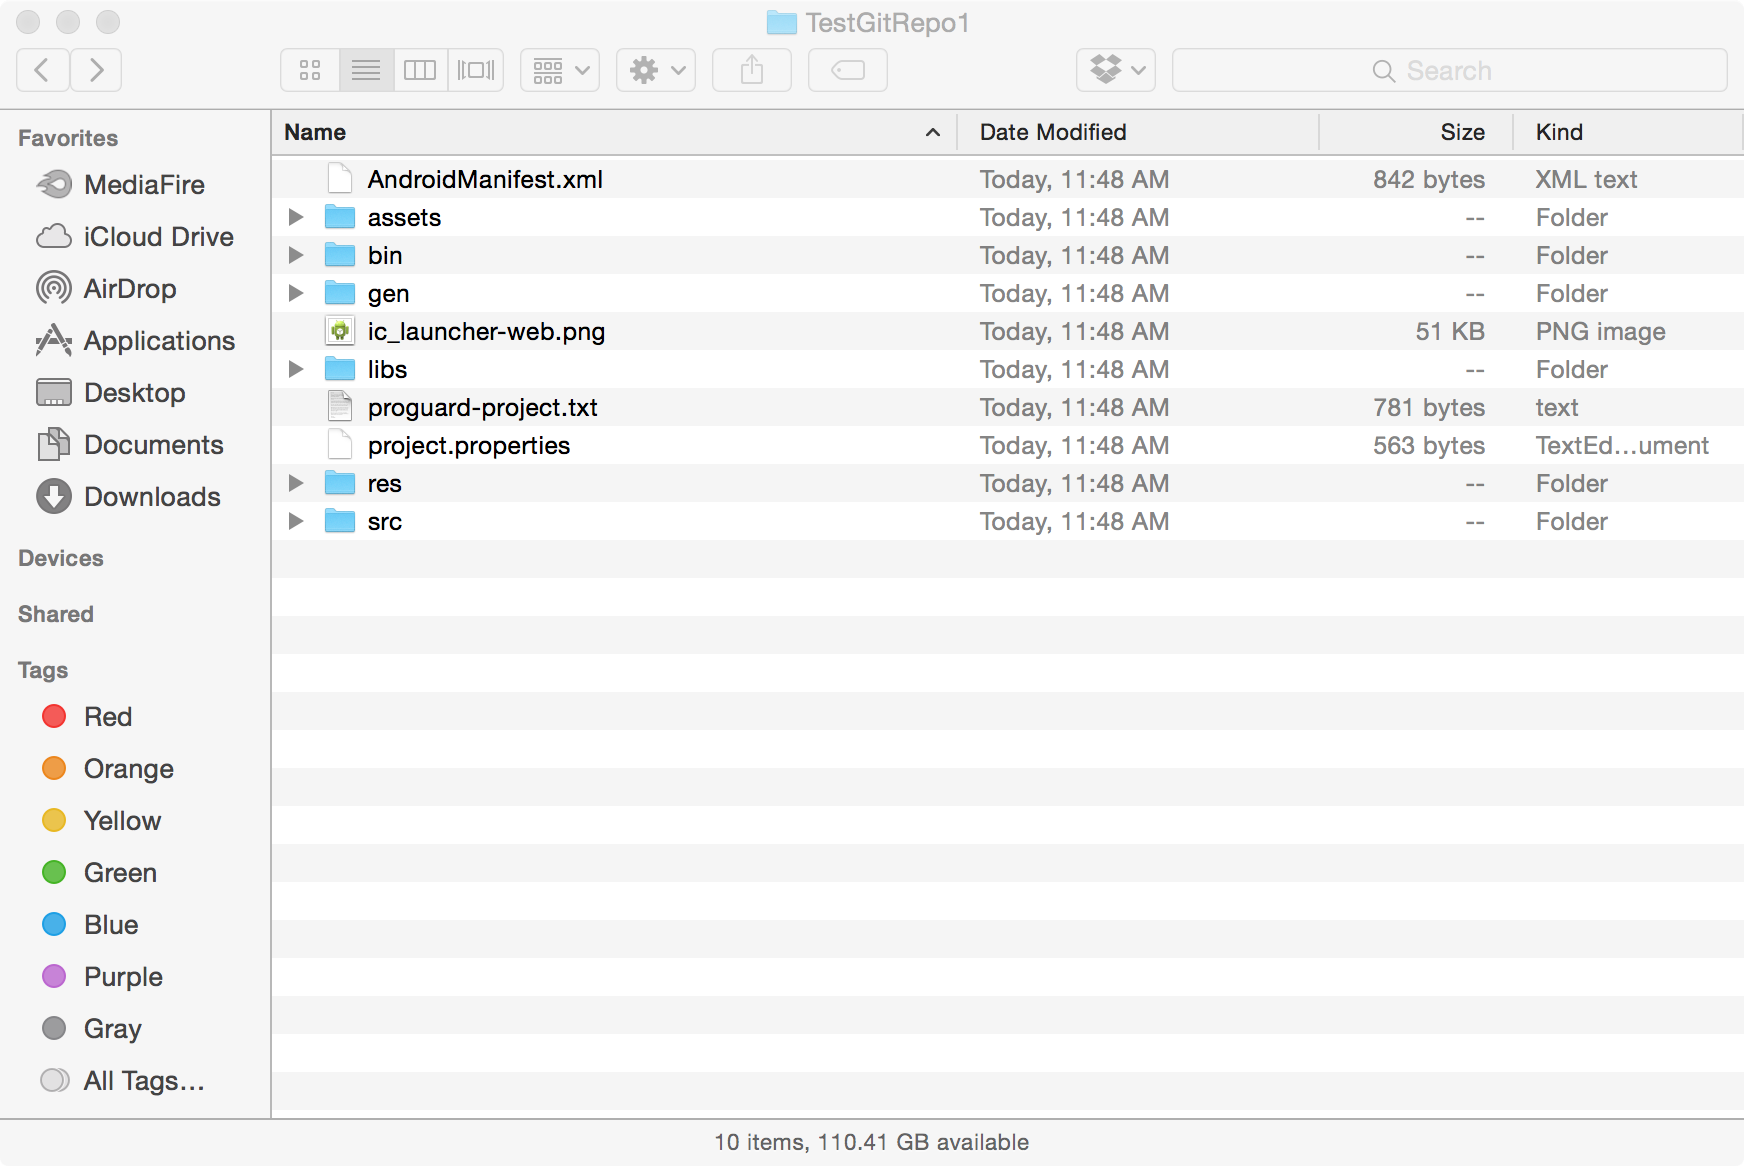 TestGitRepo1
Search
Favorites
MediaFire
iCloud Drive
AirDrop
Applications
Desktop
Documents
Downloads
Devices
Shared
Tags
Red
Orange
Yellow
Green
Blue
Purple
Gray
All Tags...
Name Date Modified Size Kind
AndroidManifest.xml Today, 11:48 AM 842 bytes XML text
assets Today, 11:48 AM -- Folder
bin Today, 11:48 AM -- Folder
gen Today, 11:48 AM -- Folder
ic_launcher-web.png Today, 11:48 AM 51 KB PNG image
libs Today, 11:48 AM -- Folder
proguard-project.txt Today, 11:48 AM 781 bytes text
project.properties Today, 11:48 AM 563 bytes TextEd...ument
res Today, 11:48 AM -- Folder
src Today, 11:48 AM -- Folder
10 items, 110.41 GB available